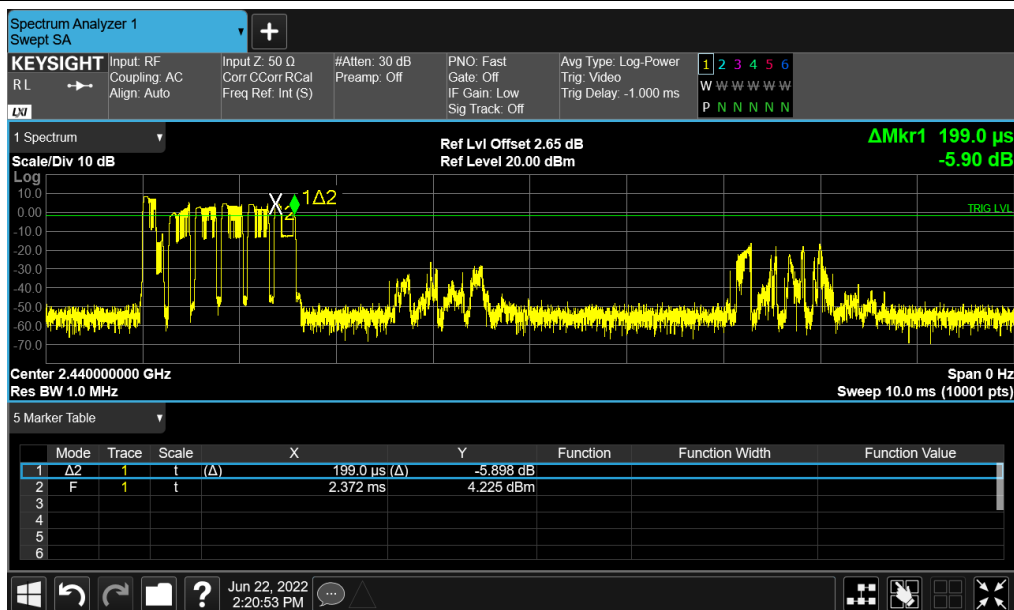 Spectrum Analyzer 1
Swept SA
+
KEYSIGHT
R L
LXI
Input: RF
Coupling: AC
Align: Auto
Input Z: 50 Ω
Corr CCorr RCal
Freq Ref: Int (S)
#Atten: 30 dB
Preamp: Off
PNO: Fast
Gate: Off
IF Gain: Low
Sig Track: Off
Avg Type: Log-Power
Trig: Video
Trig Delay: -1.000 ms
1 2 3 4 5 6
W W W W W W
P N N N N N
1 Spectrum
Scale/Div 10 dB
Ref Lvl Offset 2.65 dB
Ref Level 20.00 dBm
ΔMkr1 199.0 µs
-5.90 dB
Log
10.0
0.00
-10.0
-20.0
-30.0
-40.0
-50.0
-60.0
-70.0
X
2
1Δ2
TRIG LVL
Center 2.440000000 GHz
Res BW 1.0 MHz
Span 0 Hz
Sweep 10.0 ms (10001 pts)
5 Marker Table
Mode Trace Scale X Y Function Function Width Function Value
1 Δ2 1 t (Δ) 199.0 µs (Δ) -5.898 dB
2 F 1 t 2.372 ms 4.225 dBm
3
4
5
6
?
Jun 22, 2022
2:20:53 PM